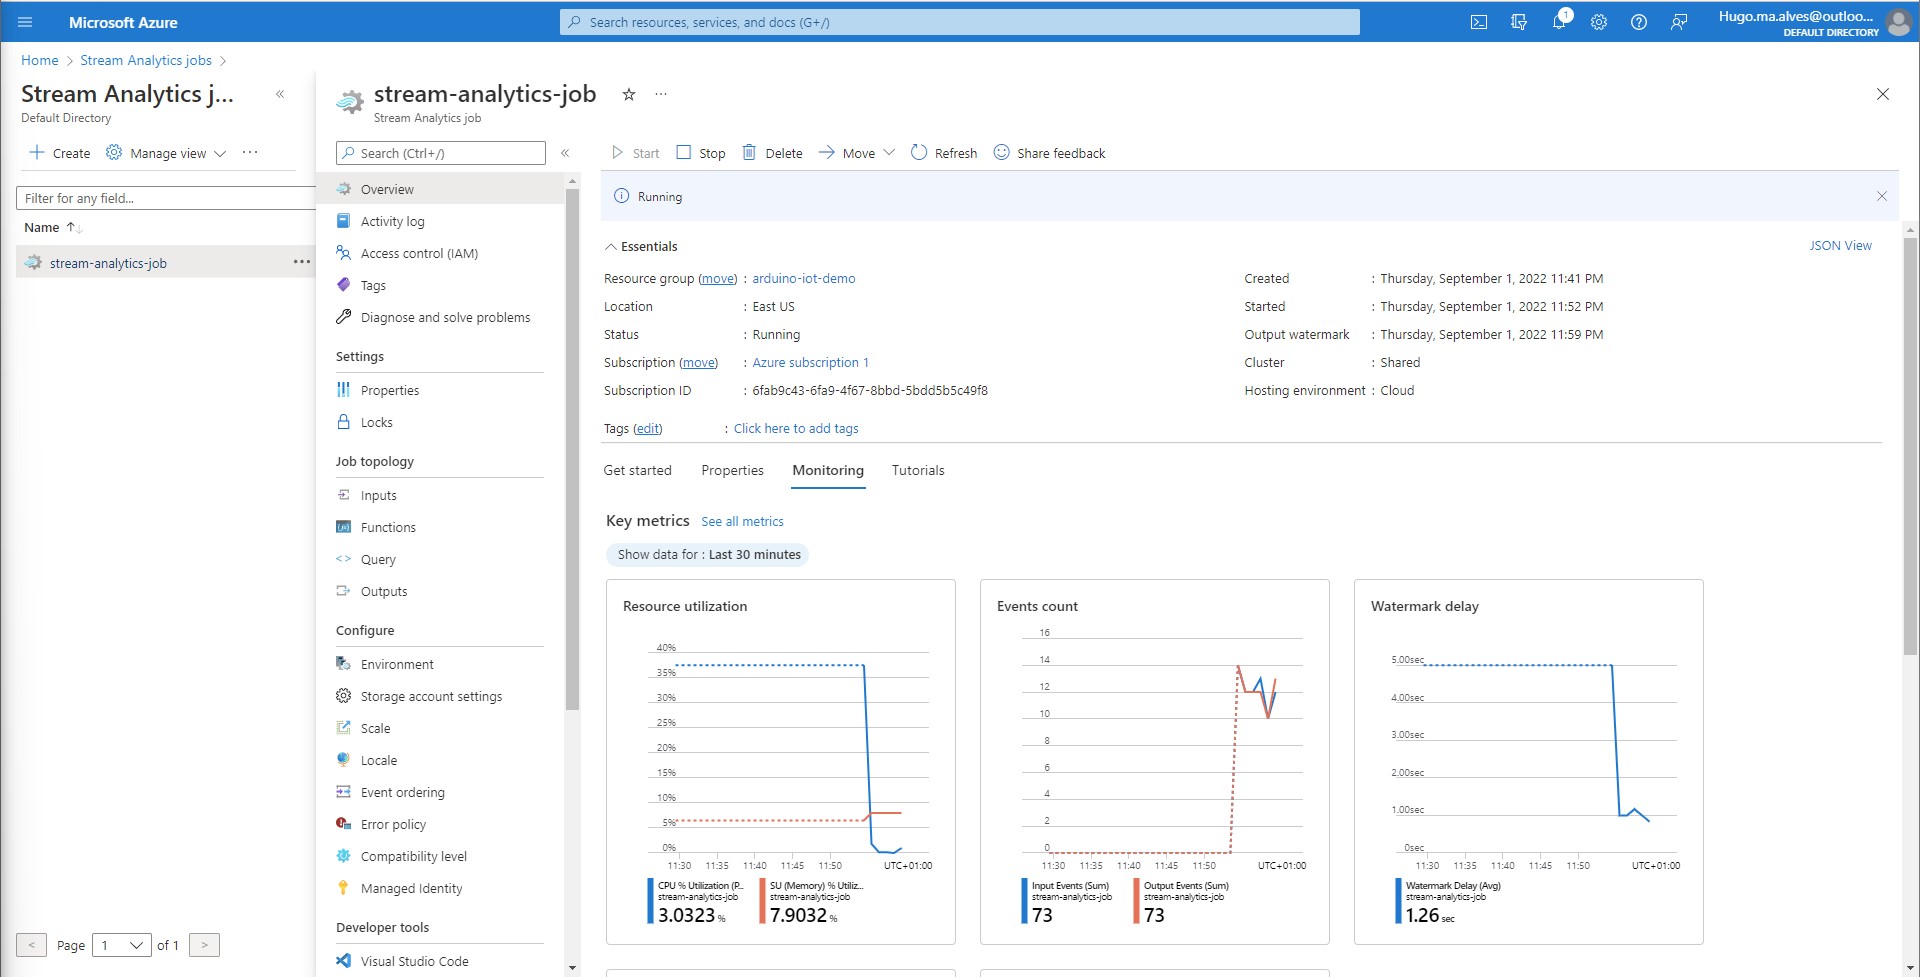 Microsoft Azure
Search resources, services, and docs (G+/)
1
Hugo.ma.alves@outloo...
DEFAULT DIRECTORY
Home > Stream Analytics jobs >
Stream Analytics j...
Default Directory
Create
Manage view
Filter for any field...
Name
stream-analytics-job
< Page 1 of 1 >
stream-analytics-job
Stream Analytics job
Search (Ctrl+/)
Overview
Activity log
Access control (IAM)
Tags
Diagnose and solve problems
Settings
Properties
Locks
Job topology
Inputs
Functions
Query
Outputs
Configure
Environment
Storage account settings
Scale
Locale
Event ordering
Error policy
Compatibility level
Managed Identity
Developer tools
Visual Studio Code
Start Stop Delete Move Refresh Share feedback
Running
Essentials
JSON View
Resource group (move) : arduino-iot-demo
Location : East US
Status : Running
Subscription (move) : Azure subscription 1
Subscription ID : 6fab9c43-6fa9-4f67-8bbd-5bdd5b5c49f8
Created : Thursday, September 1, 2022 11:41 PM
Started : Thursday, September 1, 2022 11:52 PM
Output watermark : Thursday, September 1, 2022 11:59 PM
Cluster : Shared
Hosting environment : Cloud
Tags (edit) : Click here to add tags
Get started Properties Monitoring Tutorials
Key metrics See all metrics
Show data for : Last 30 minutes
Resource utilization
40%
35%
30%
25%
20%
15%
10%
5%
0%
11:30 11:35 11:40 11:45 11:50 UTC+01:00
CPU % Utilization (P...
stream-analytics-job
3.0323 %
SU (Memory) % Utiliz...
stream-analytics-job
7.9032 %
Events count
16
14
12
10
8
6
4
2
0
11:30 11:35 11:40 11:45 11:50 UTC+01:00
Input Events (Sum)
stream-analytics-job
73
Output Events (Sum)
stream-analytics-job
73
Watermark delay
5.00sec
4.00sec
3.00sec
2.00sec
1.00sec
0sec
11:30 11:35 11:40 11:45 11:50 UTC+01:00
Watermark Delay (Avg)
stream-analytics-job
1.26 sec